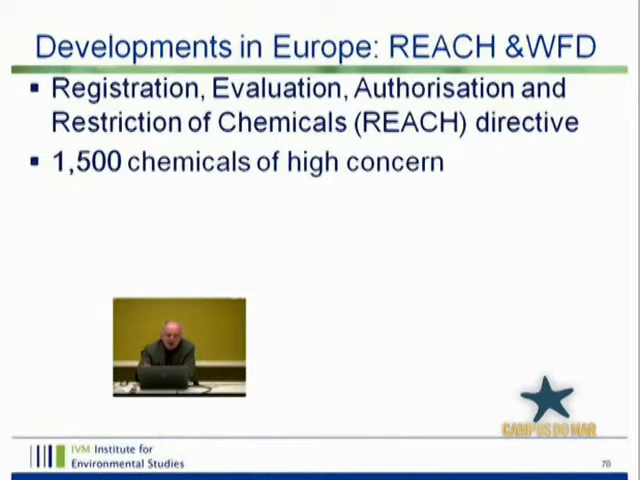 Developments in Europe: REACH &WFD
▪ Registration, Evaluation, Authorisation and
Restriction of Chemicals (REACH) directive
▪ 1,500 chemicals of high concern
CAMPUS DO MAR
IVM Institute for
Environmental Studies
78